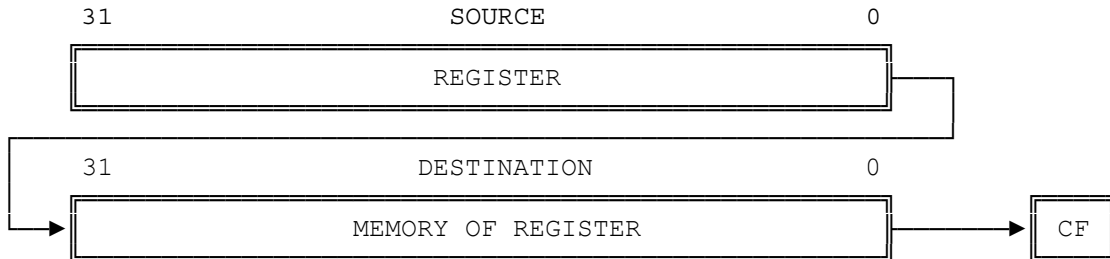 31 SOURCE 0
REGISTER
31 DESTINATION 0
MEMORY OF REGISTER CF